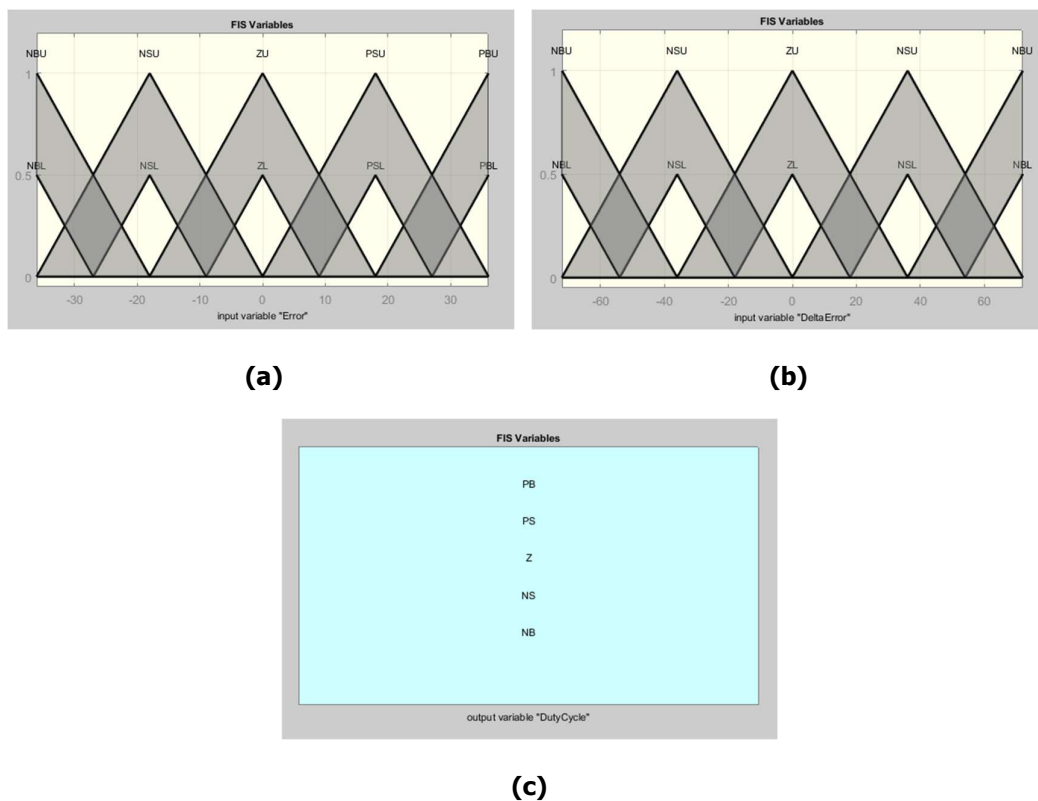 FIS Variables
NBU NSU ZU PSU PBU
1
NBL NSL ZL PSL PBL
0.5
0
-30 -20 -10 0 10 20 30
input variable "Error"
(a)
FIS Variables
NBU NSU ZU NSU NBU
1
NBL NSL ZL NSL NBL
0.5
0
-60 -40 -20 0 20 40 60
input variable "DeltaError"
(b)
FIS Variables
PB
PS
Z
NS
NB
output variable "DutyCycle"
(c)